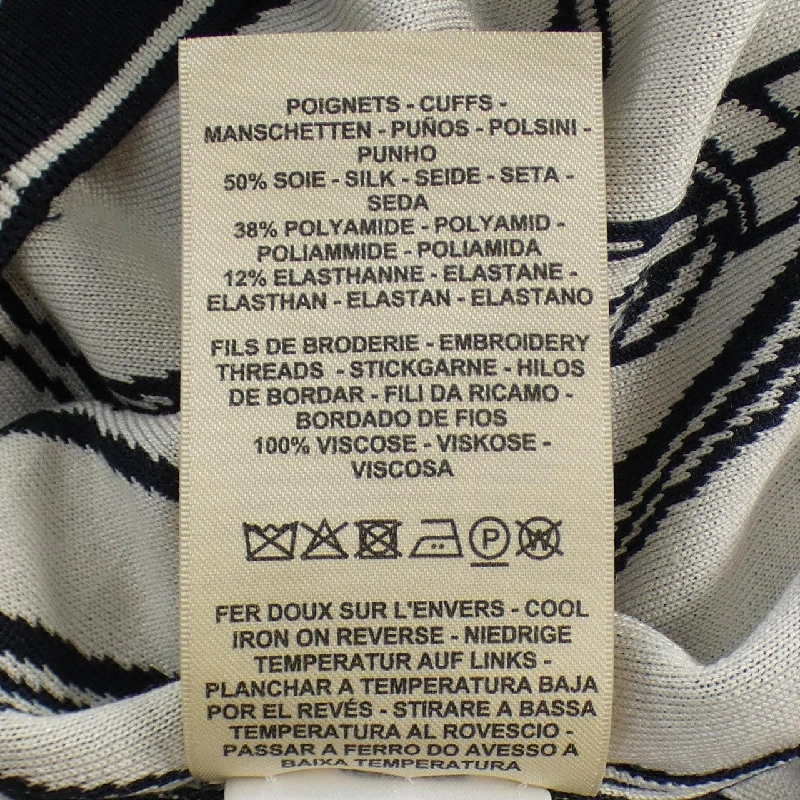 POIGNETS - CUFFS -
MANSCHETTEN - PUÑOS - POLSINI -
PUNHO
50% SOIE - SILK - SEIDE - SETA -
SEDA
38% POLYAMIDE - POLYAMID -
POLIAMMIDE - POLIAMIDA
12% ELASTHANNE - ELASTANE -
ELASTHAN - ELASTAN - ELASTANO
FILS DE BRODERIE - EMBROIDERY
THREADS - STICKGARNE - HILOS
DE BORDAR - FILI DA RICAMO -
BORDADO DE FIOS
100% VISCOSE - VISKOSE -
VISCOSA
P W
FER DOUX SUR L'ENVERS - COOL
IRON ON REVERSE - NIEDRIGE
TEMPERATUR AUF LINKS -
PLANCHAR A TEMPERATURA BAJA
POR EL REVÉS - STIRARE A BASSA
TEMPERATURA AL ROVESCIO -
PASSAR A FERRO DO AVESSO A
BAIXA TEMPERATURA